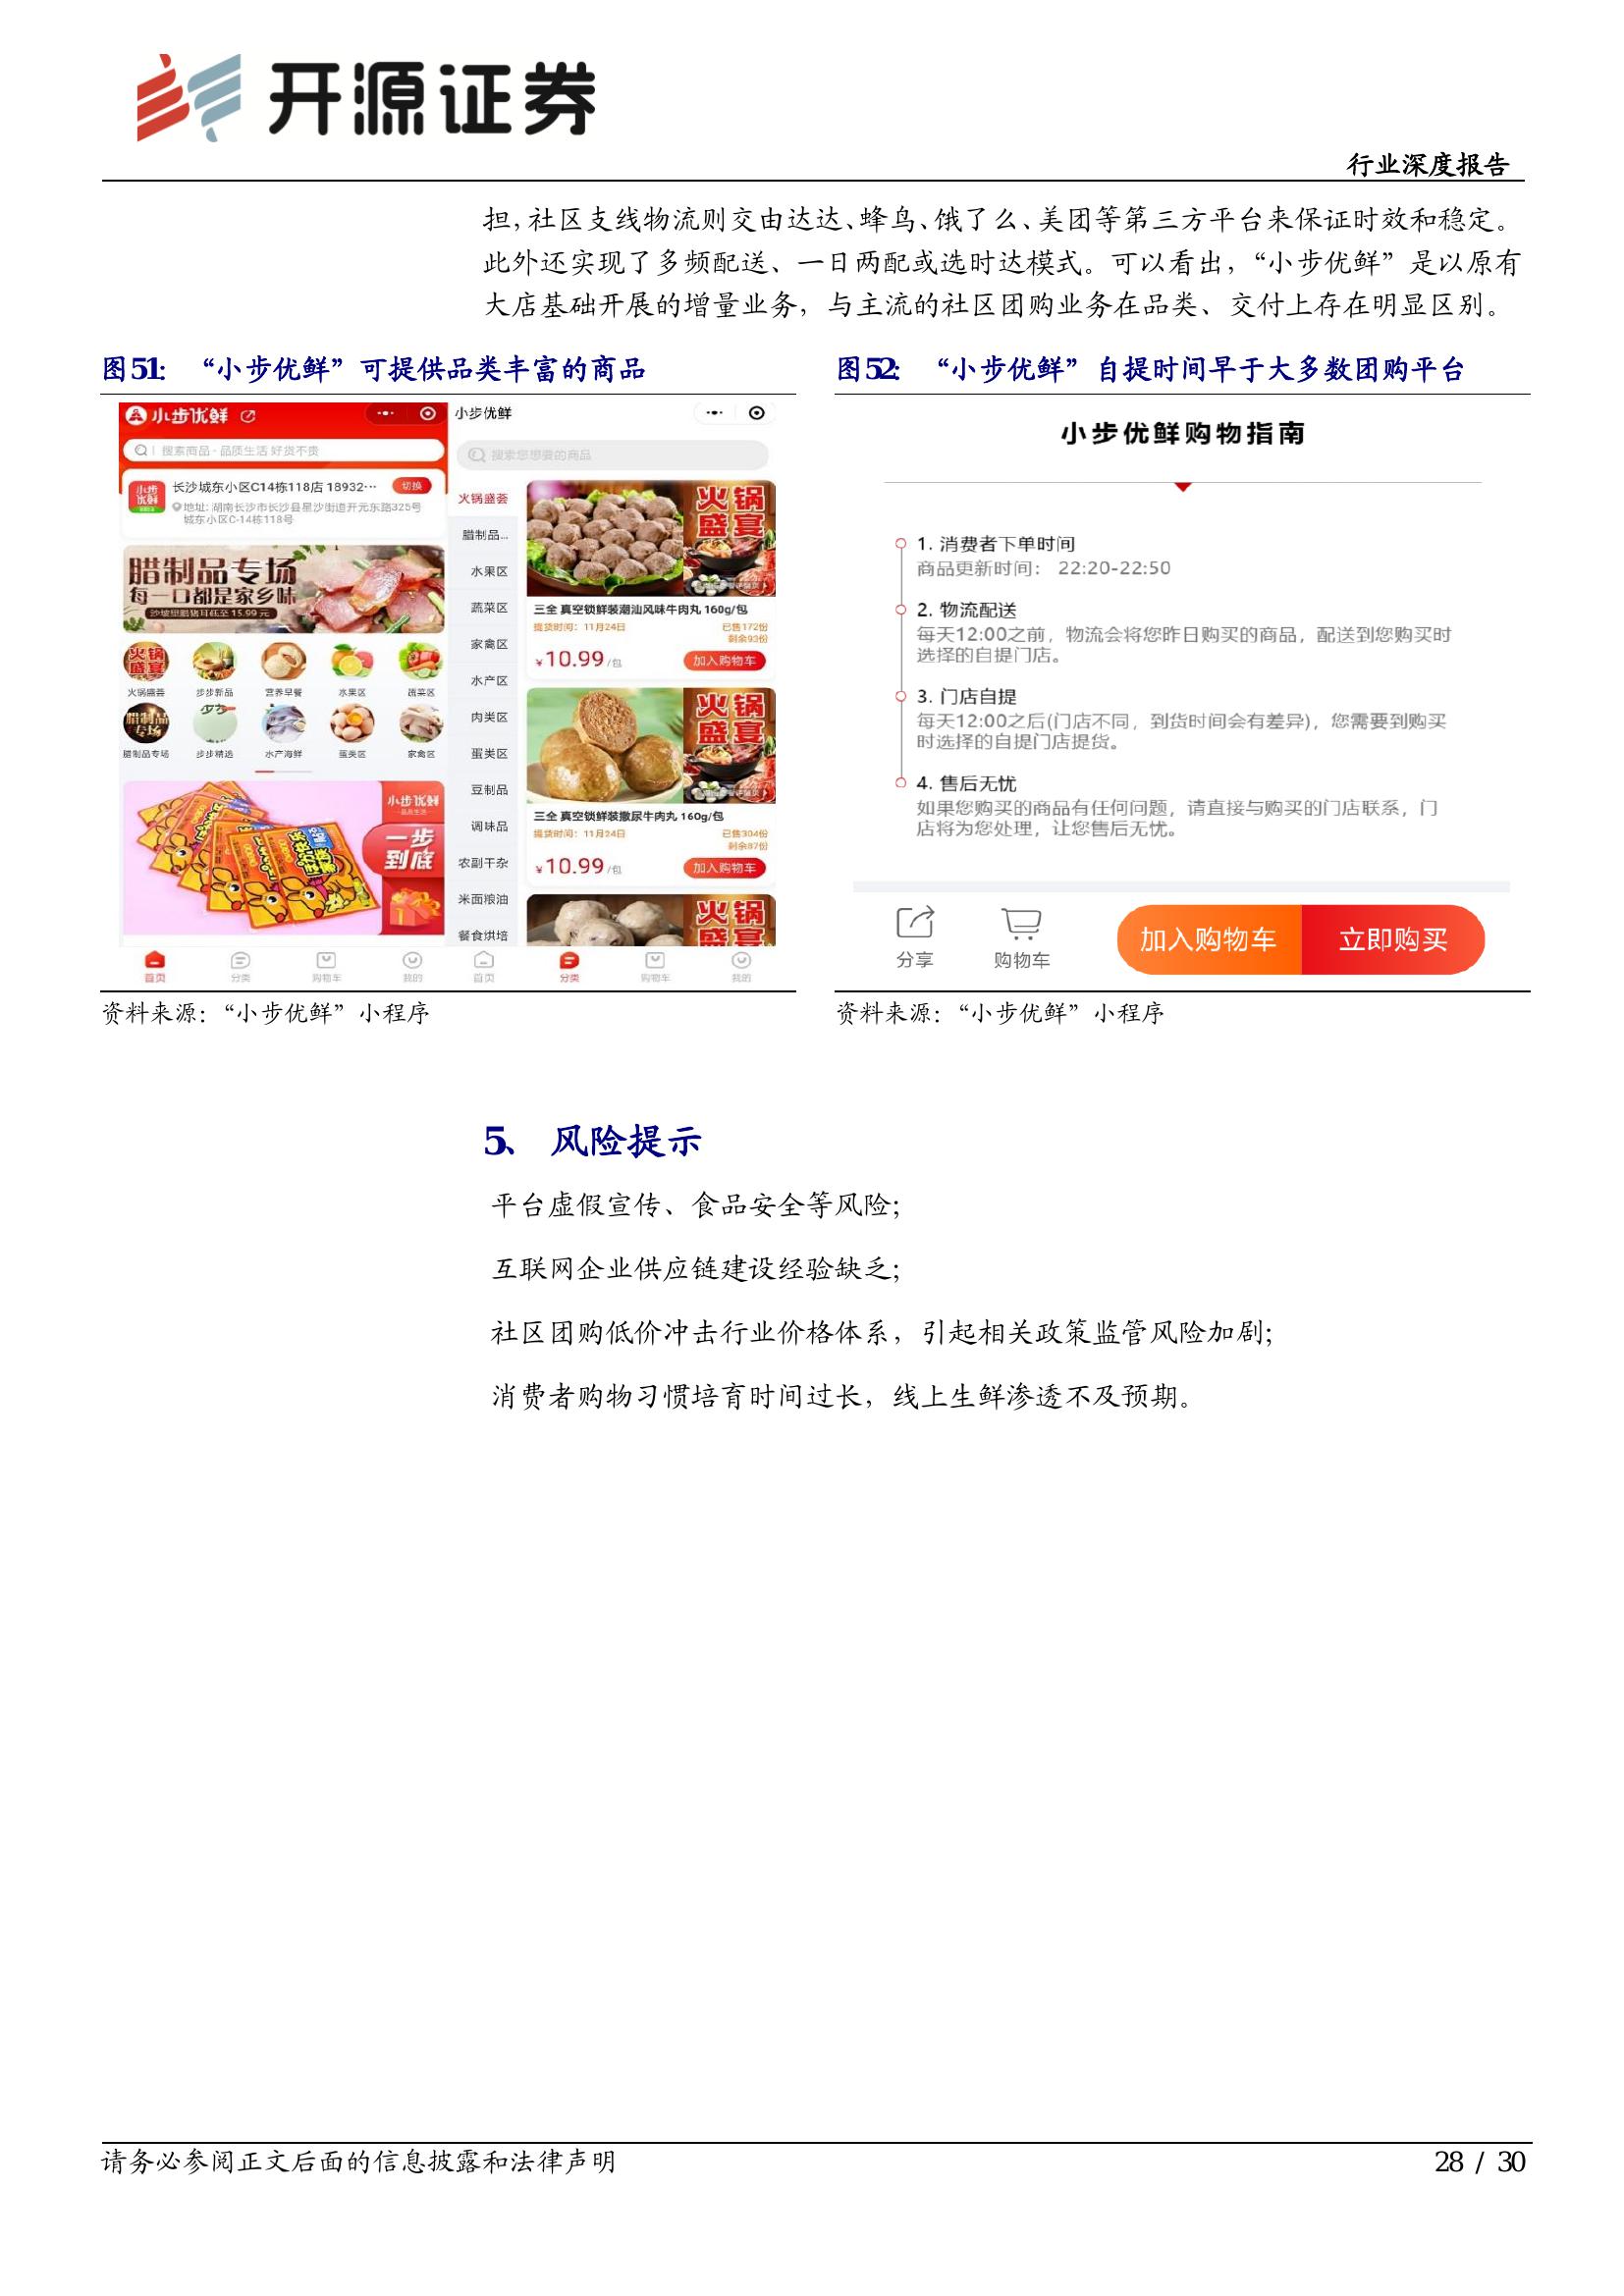 开源证券
行业深度报告
担，社区支线物流则交由达达、蜂鸟、饿了么、美团等第三方平台来保证时效和稳定。
此外还实现了多频配送、一日两配或选时达模式。可以看出，“小步优鲜”是以原有
大店基础开展的增量业务，与主流的社区团购业务在品类、交付上存在明显区别。
图51： “小步优鲜”可提供品类丰富的商品
小步优鲜
搜索商品 - 品质生活 好货不贵
小步优鲜
长沙城东小区C14栋118店 18932…
切换
地址: 湖南长沙市长沙县星沙街道开元东路325号
城东小区C-14栋118号
腊制品专场
每一口都是家乡味
火锅盛宴
火锅盛荟 步步新品 营养早餐 水果区 蔬菜区
腊制品专场
腊制品专场 步步精选 水产海鲜 蛋类区 家禽区
小步优鲜
一步
到底
首页 分类 购物车 我的
小步优鲜
搜索您想要的商品
火锅盛荟
腊制品...
水果区
蔬菜区
家禽区
水产区
肉类区
蛋类区
豆制品
调味品
农副干杂
米面粮油
餐食烘培
火锅
盛宴
三全 真空锁鲜装潮汕风味牛肉丸 160g/包
提货时间：11月24日 已售172份
剩余93份
¥10.99/包 加入购物车
火锅
盛宴
三全 真空锁鲜装撒尿牛肉丸 160g/包
提货时间：11月24日 已售304份
剩余87份
¥10.99/包 加入购物车
火锅
首页 分类 购物车 我的
资料来源：“小步优鲜”小程序
图52： “小步优鲜”自提时间早于大多数团购平台
小步优鲜购物指南
1. 消费者下单时间
商品更新时间： 22:20-22:50
2. 物流配送
每天12:00之前，物流会将您昨日购买的商品，配送到您购买时
选择的自提门店。
3. 门店自提
每天12:00之后(门店不同，到货时间会有差异)，您需要到购买
时选择的自提门店提货。
4. 售后无忧
如果您购买的商品有任何问题，请直接与购买的门店联系，门
店将为您处理，让您售后无忧。
分享 购物车 加入购物车 立即购买
资料来源：“小步优鲜”小程序
5、 风险提示
平台虚假宣传、食品安全等风险；
互联网企业供应链建设经验缺乏；
社区团购低价冲击行业价格体系，引起相关政策监管风险加剧；
消费者购物习惯培育时间过长，线上生鲜渗透不及预期。
请务必参阅正文后面的信息披露和法律声明
28 / 30